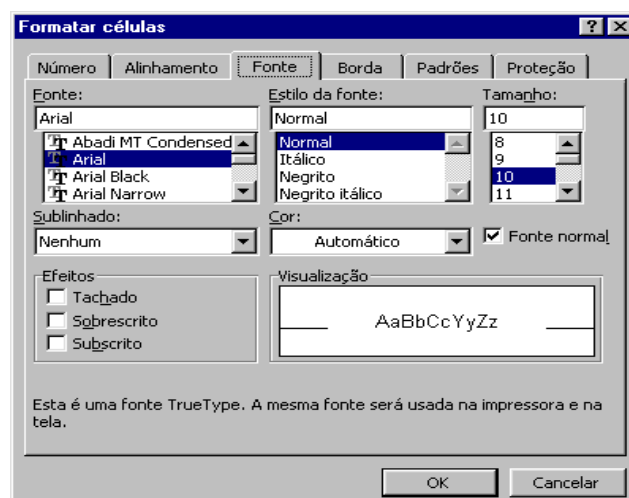 Formatar células
Número Alinhamento Fonte Borda Padrões Proteção
Fonte: Estilo da fonte: Tamanho:
Arial Normal 10
Abadi MT Condensed Normal 8
Arial Itálico 9
Arial Black Negrito 10
Arial Narrow Negrito itálico 11
Sublinhado: Cor:
Nenhum Automático Fonte normal
Efeitos Visualização
Tachado
Sobrescrito AaBbCcYyZz
Subscrito
Esta é uma fonte TrueType. A mesma fonte será usada na impressora e na
tela.
OK Cancelar